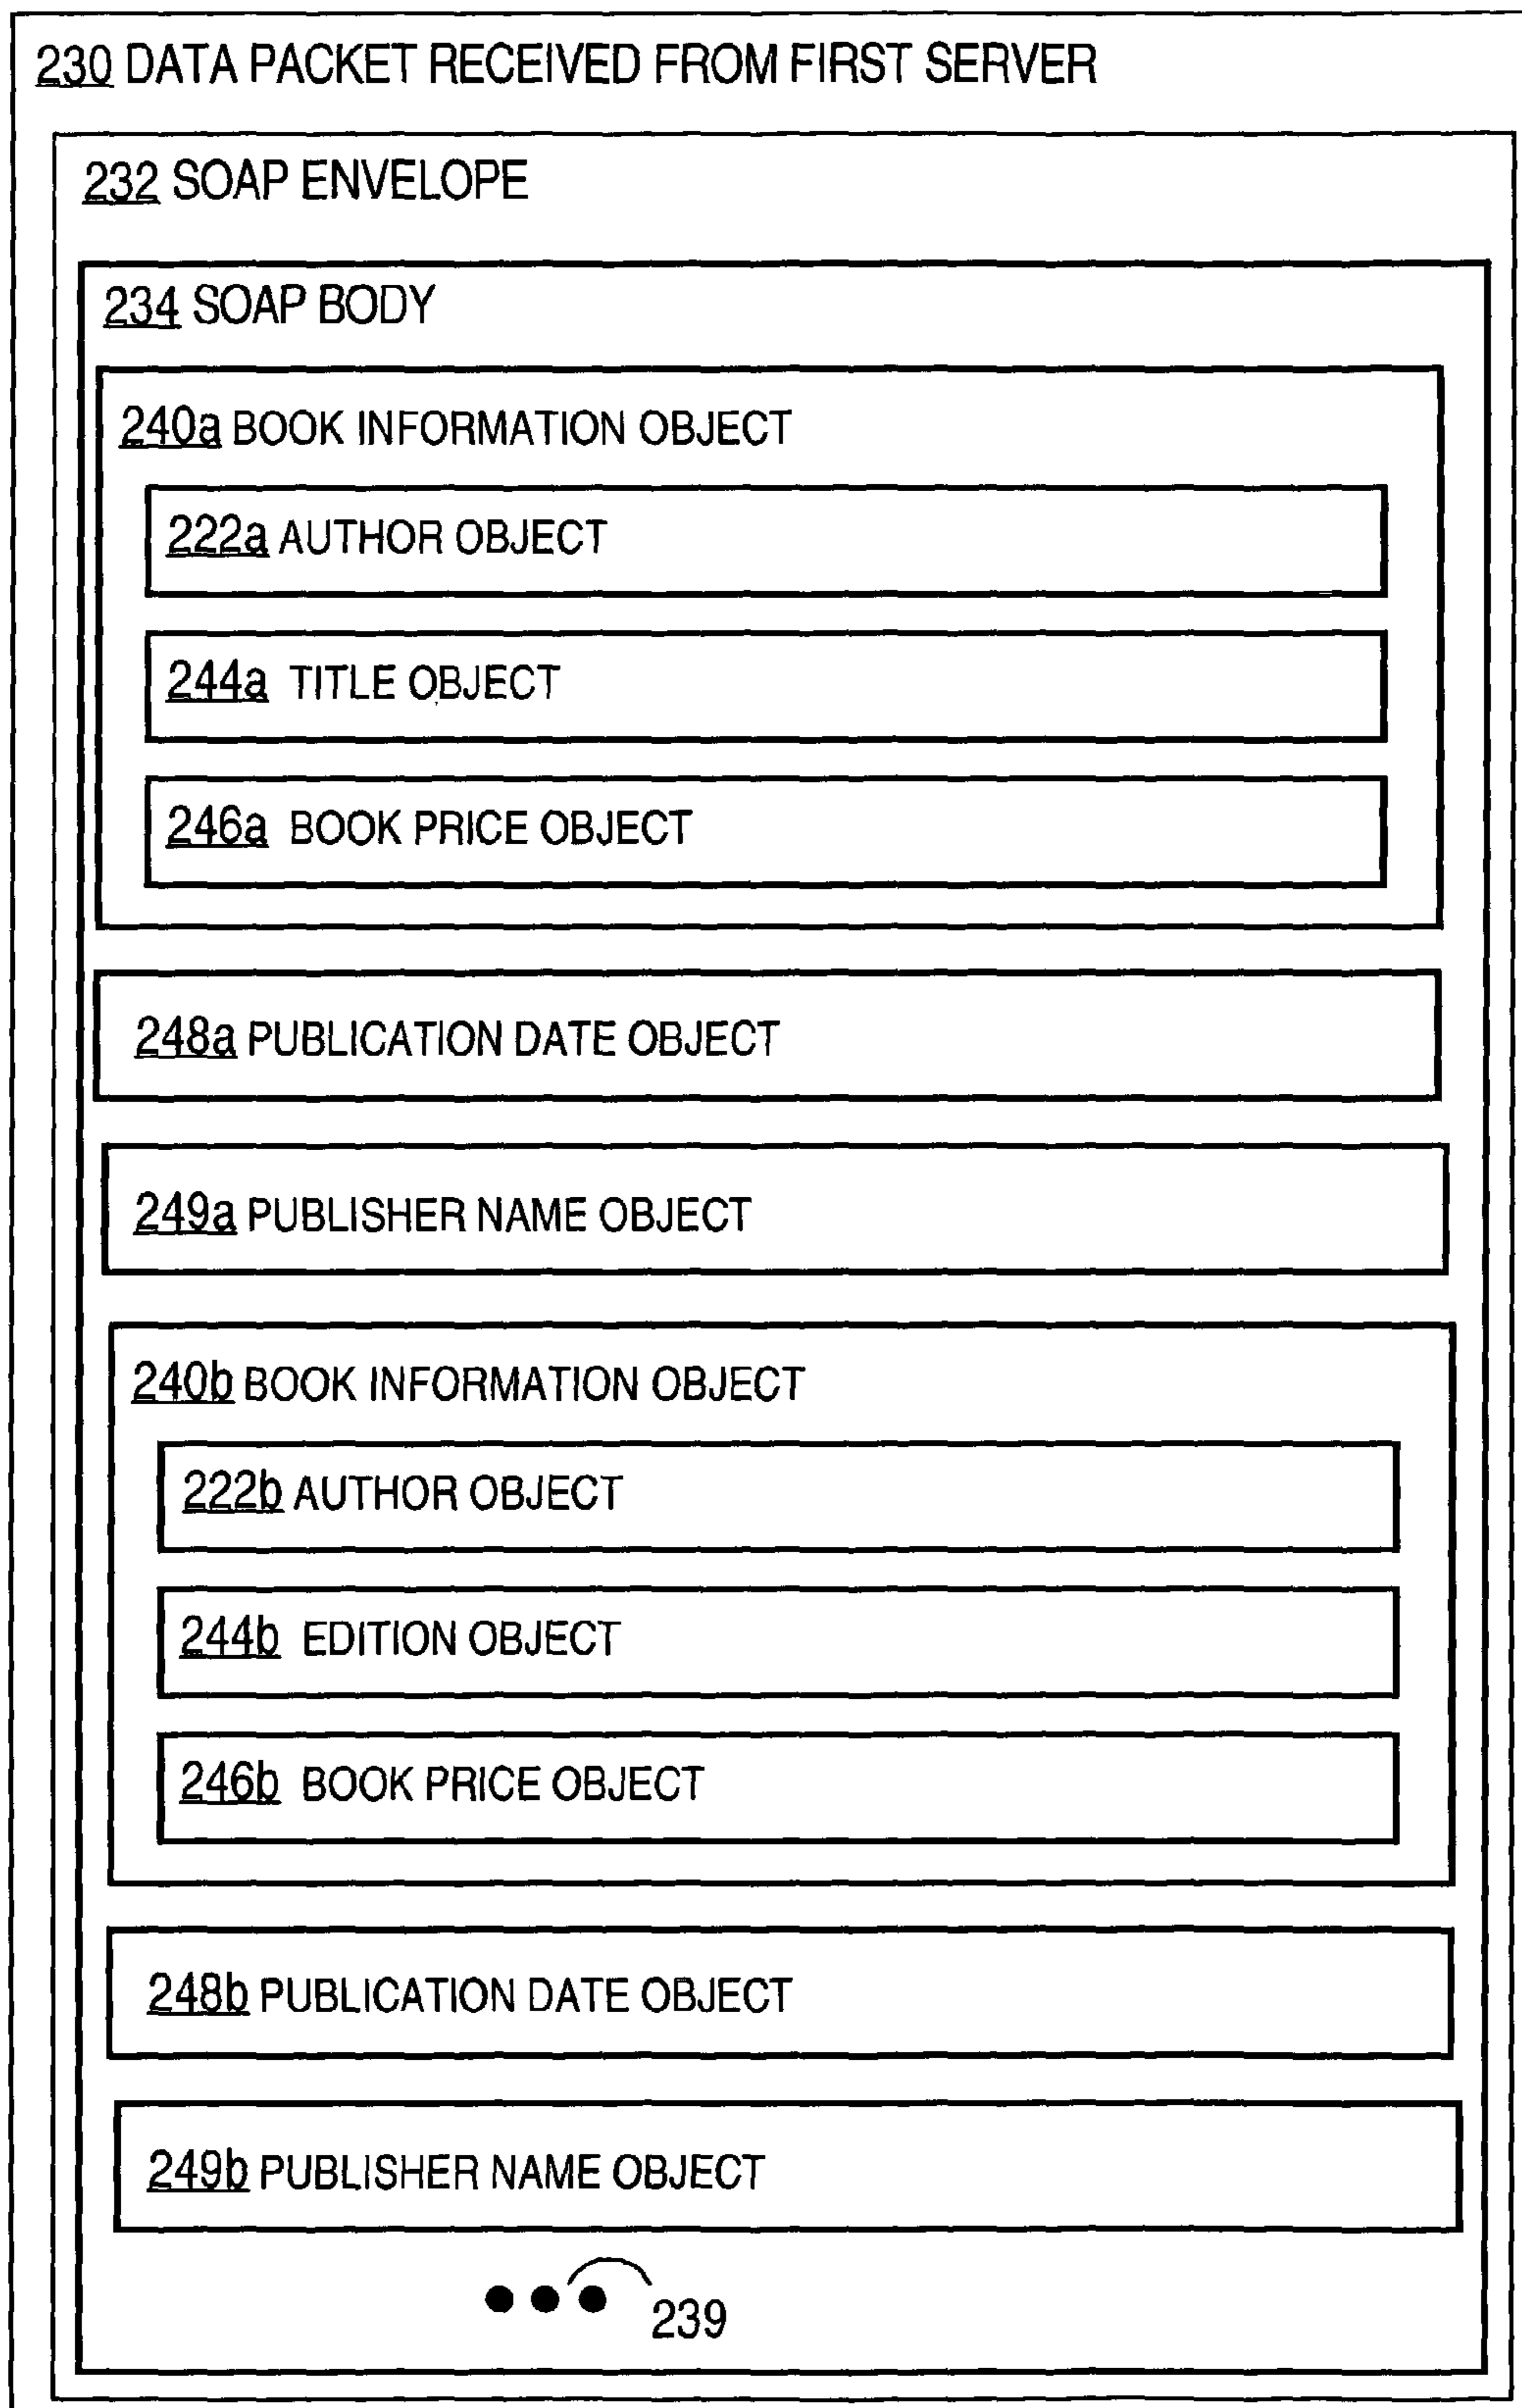 230 DATA PACKET RECEIVED FROM FIRST SERVER
232 SOAP ENVELOPE
234 SOAP BODY
240a BOOK INFORMATION OBJECT
222a AUTHOR OBJECT
244a TITLE OBJECT
246a BOOK PRICE OBJECT
248a PUBLICATION DATE OBJECT
249a PUBLISHER NAME OBJECT
240b BOOK INFORMATION OBJECT
222b AUTHOR OBJECT
244b EDITION OBJECT
246b BOOK PRICE OBJECT
248b PUBLICATION DATE OBJECT
249b PUBLISHER NAME OBJECT
239